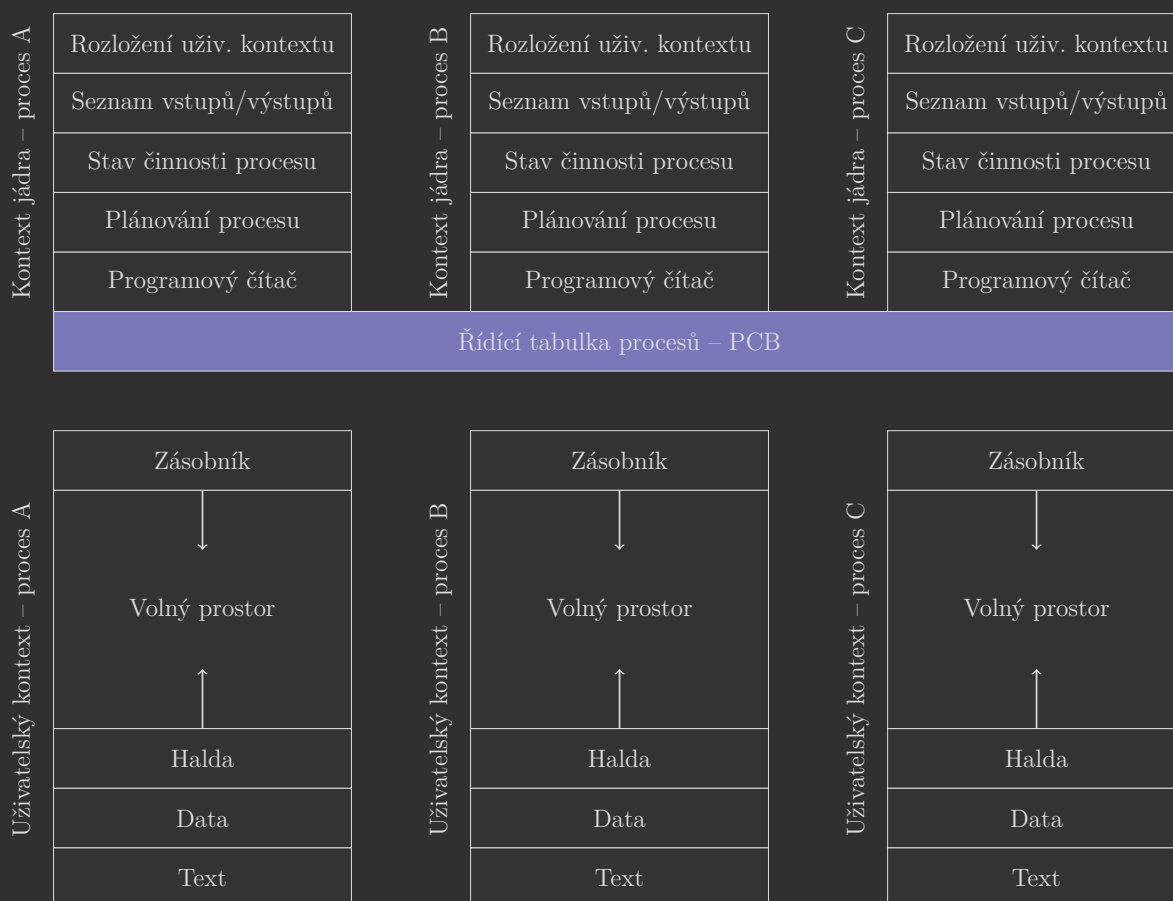 Kontext jádra – proces A
Rozložení uživ. kontextu
Seznam vstupů/výstupů
Stav činnosti procesu
Plánování procesu
Programový čítač
Kontext jádra – proces B
Rozložení uživ. kontextu
Seznam vstupů/výstupů
Stav činnosti procesu
Plánování procesu
Programový čítač
Kontext jádra – proces C
Rozložení uživ. kontextu
Seznam vstupů/výstupů
Stav činnosti procesu
Plánování procesu
Programový čítač
Řídící tabulka procesů – PCB
Uživatelský kontext – proces A
Zásobník
Volný prostor
Halda
Data
Text
Uživatelský kontext – proces B
Zásobník
Volný prostor
Halda
Data
Text
Uživatelský kontext – proces C
Zásobník
Volný prostor
Halda
Data
Text